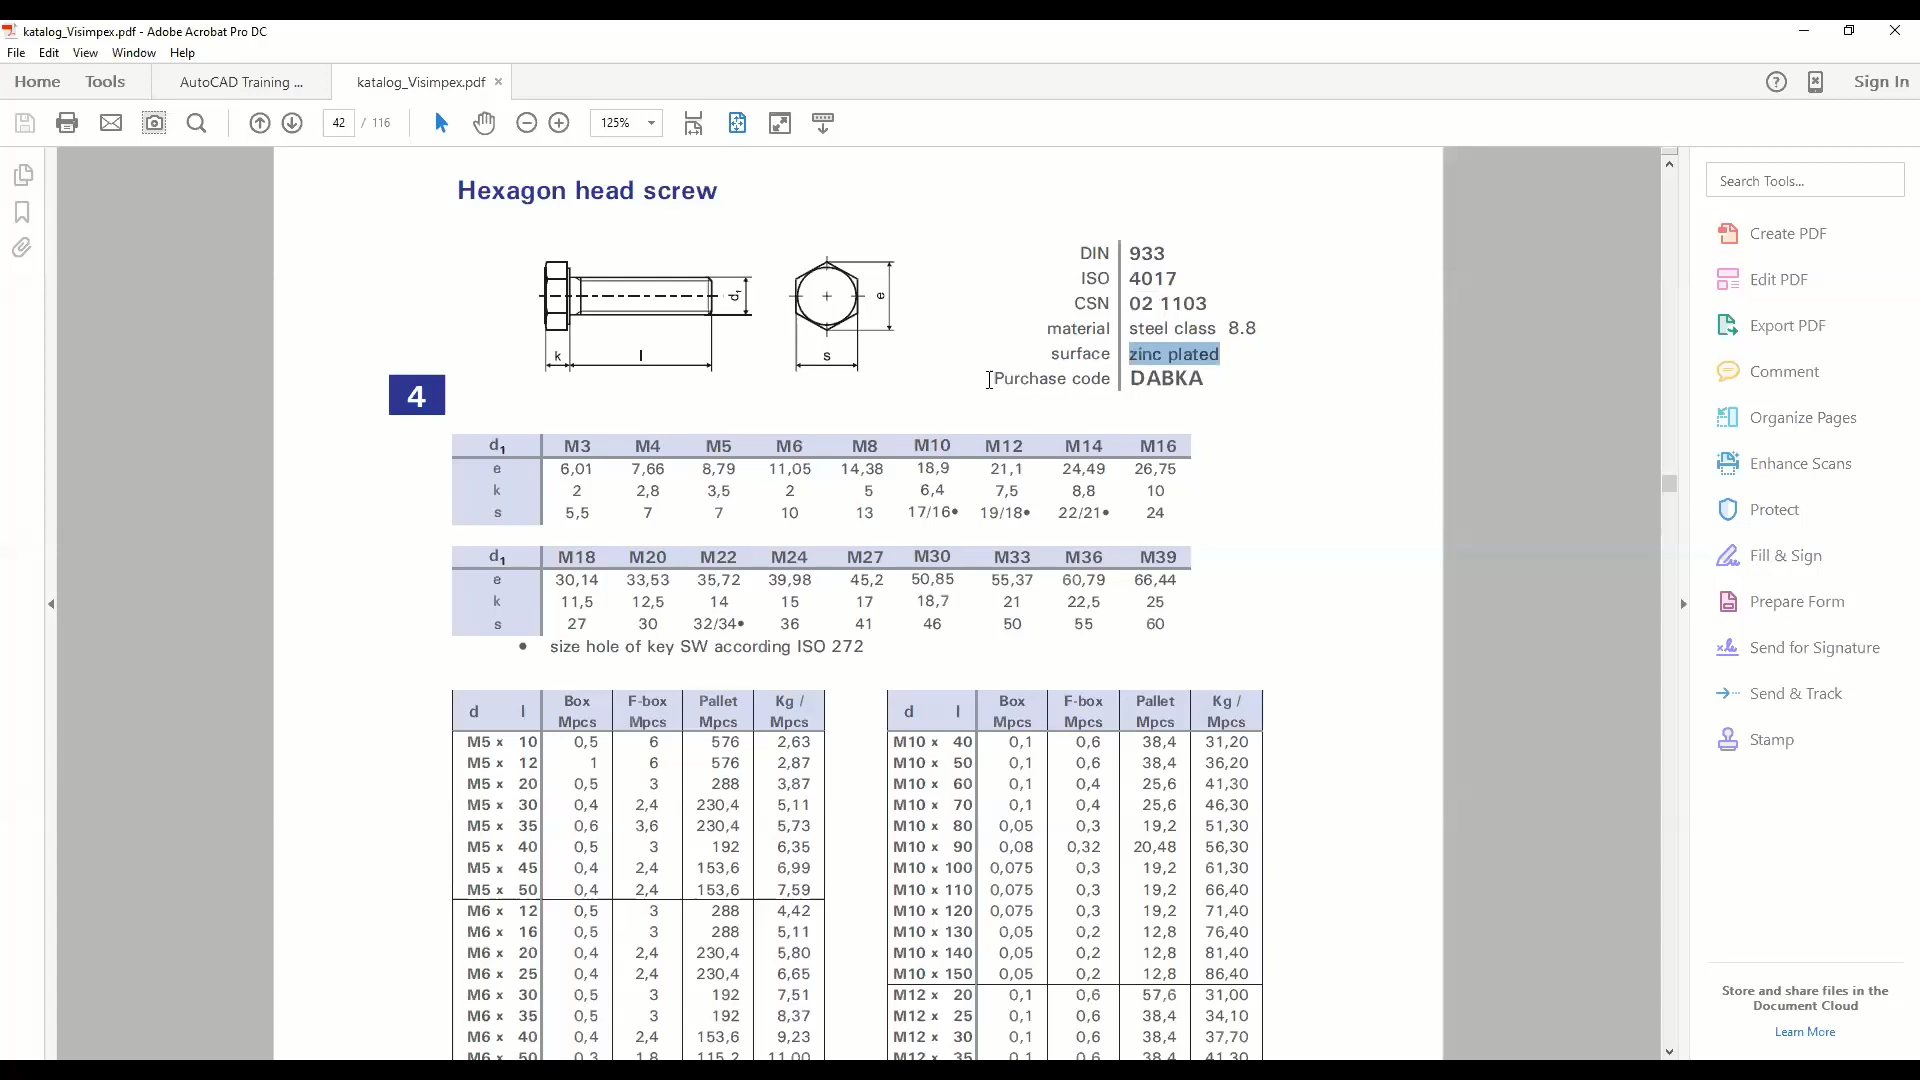 katalog_Visimpex.pdf - Adobe Acrobat Pro DC
File Edit View Window Help
Home Tools AutoCAD Training ... katalog_Visimpex.pdf × Sign In
42 / 116 125%
Search Tools...
Create PDF
Edit PDF
Export PDF
Comment
Organize Pages
Enhance Scans
Protect
Fill & Sign
Prepare Form
Send for Signature
Send & Track
Stamp
Store and share files in the
Document Cloud
Learn More
Hexagon head screw
d1
k l
e
s
DIN 933
ISO 4017
CSN 02 1103
material steel class 8.8
surface zinc plated
Purchase code DABKA
4
d1 M3 M4 M5 M6 M8 M10 M12 M14 M16
e 6,01 7,66 8,79 11,05 14,38 18,9 21,1 24,49 26,75
k 2 2,8 3,5 2 5 6,4 7,5 8,8 10
s 5,5 7 7 10 13 17/16• 19/18• 22/21• 24
d1 M18 M20 M22 M24 M27 M30 M33 M36 M39
e 30,14 33,53 35,72 39,98 45,2 50,85 55,37 60,79 66,44
k 11,5 12,5 14 15 17 18,7 21 22,5 25
s 27 30 32/34• 36 41 46 50 55 60
• size hole of key SW according ISO 272
d l Box Mpcs F-box Mpcs Pallet Mpcs Kg / Mpcs
M5 x 10 0,5 6 576 2,63
M5 x 12 1 6 576 2,87
M5 x 20 0,5 3 288 3,87
M5 x 30 0,4 2,4 230,4 5,11
M5 x 35 0,6 3,6 230,4 5,73
M5 x 40 0,5 3 192 6,35
M5 x 45 0,4 2,4 153,6 6,99
M5 x 50 0,4 2,4 153,6 7,59
M6 x 12 0,5 3 288 4,42
M6 x 16 0,5 3 288 5,11
M6 x 20 0,4 2,4 230,4 5,80
M6 x 25 0,4 2,4 230,4 6,65
M6 x 30 0,5 3 192 7,51
M6 x 35 0,5 3 192 8,37
M6 x 40 0,4 2,4 153,6 9,23
M6 x 50 0,3 1,8 115,2 11,00
d l Box Mpcs F-box Mpcs Pallet Mpcs Kg / Mpcs
M10 x 40 0,1 0,6 38,4 31,20
M10 x 50 0,1 0,6 38,4 36,20
M10 x 60 0,1 0,4 25,6 41,30
M10 x 70 0,1 0,4 25,6 46,30
M10 x 80 0,05 0,3 19,2 51,30
M10 x 90 0,08 0,32 20,48 56,30
M10 x 100 0,075 0,3 19,2 61,30
M10 x 110 0,075 0,3 19,2 66,40
M10 x 120 0,075 0,3 19,2 71,40
M10 x 130 0,05 0,2 12,8 76,40
M10 x 140 0,05 0,2 12,8 81,40
M10 x 150 0,05 0,2 12,8 86,40
M12 x 20 0,1 0,6 57,6 31,00
M12 x 25 0,1 0,6 38,4 34,10
M12 x 30 0,1 0,6 38,4 37,70
M12 x 35 0,1 0,6 38,4 41,30